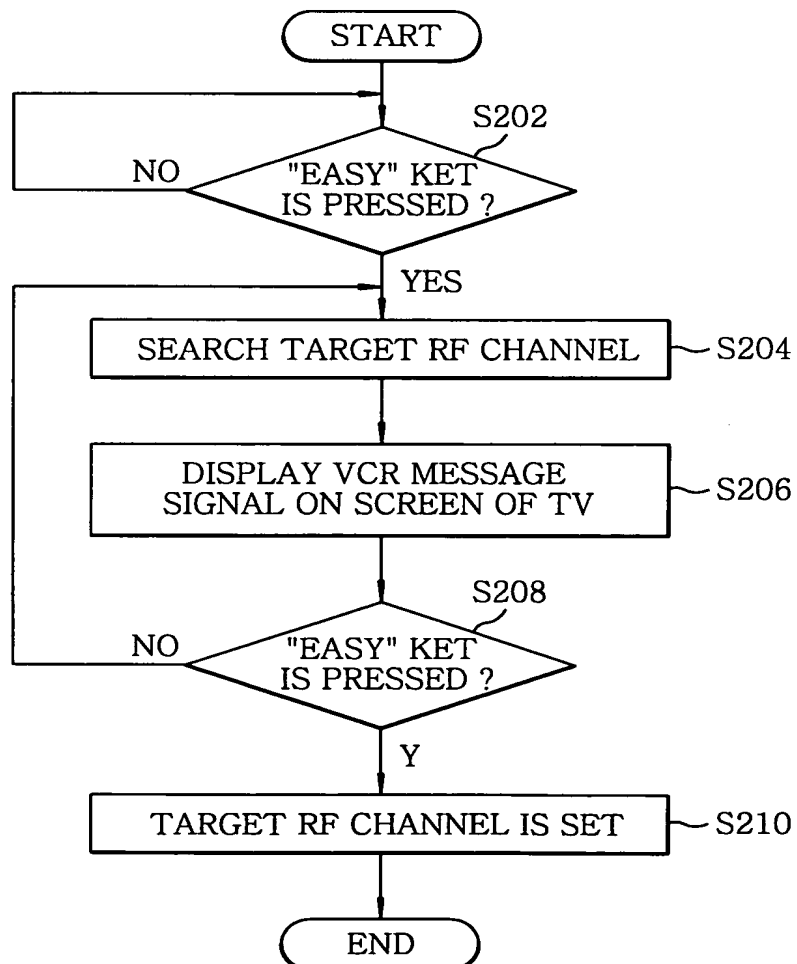 START
S202
NO
"EASY" KET
IS PRESSED ?
YES
SEARCH TARGET RF CHANNEL
S204
DISPLAY VCR MESSAGE
SIGNAL ON SCREEN OF TV
S206
S208
NO
"EASY" KET
IS PRESSED ?
Y
TARGET RF CHANNEL IS SET
S210
END